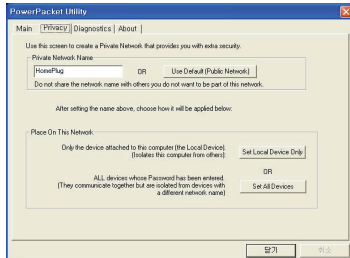 PowerPacket Utility
Main Privacy Diagnostics About
Use this screen to create a Private Network that provides you with extra security.
Private Network Name
HomePlug OR Use Default (Public Network)
Do not share the network name with others you do not want to be part of this network.
After setting the name above, choose how it will be applied below:
Place On This Network
Only the device attached to this computer (the Local Device). Set Local Device Only
(Isolates this computer from others)
OR
ALL devices whose Password has been entered. Set All Devices
(They communicate together but are isolated from devices with
a different network name)
닫기 취소